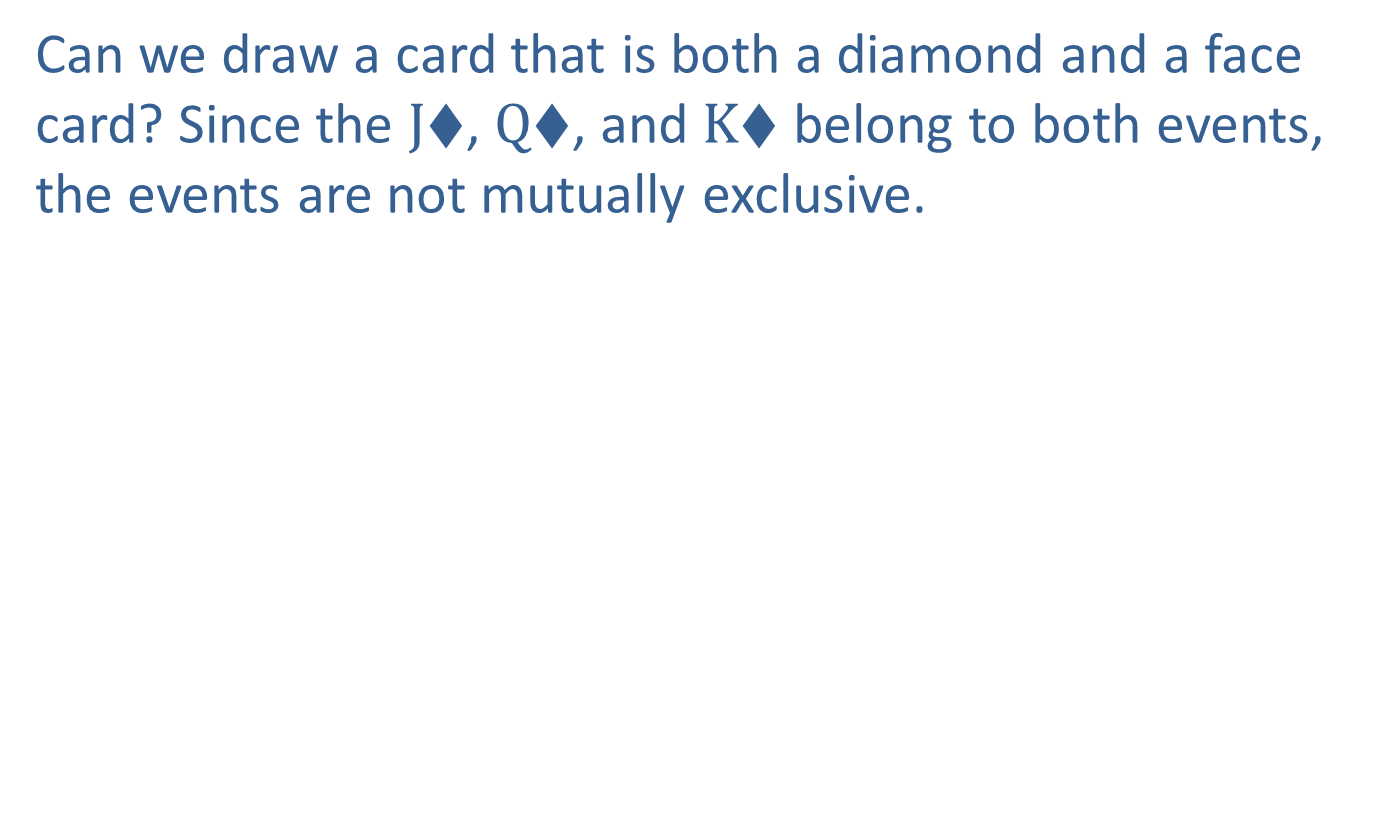 Can we draw a card that is both a diamond and a face
card? Since the J♦, Q♦, and K♦ belong to both events,
the events are not mutually exclusive.